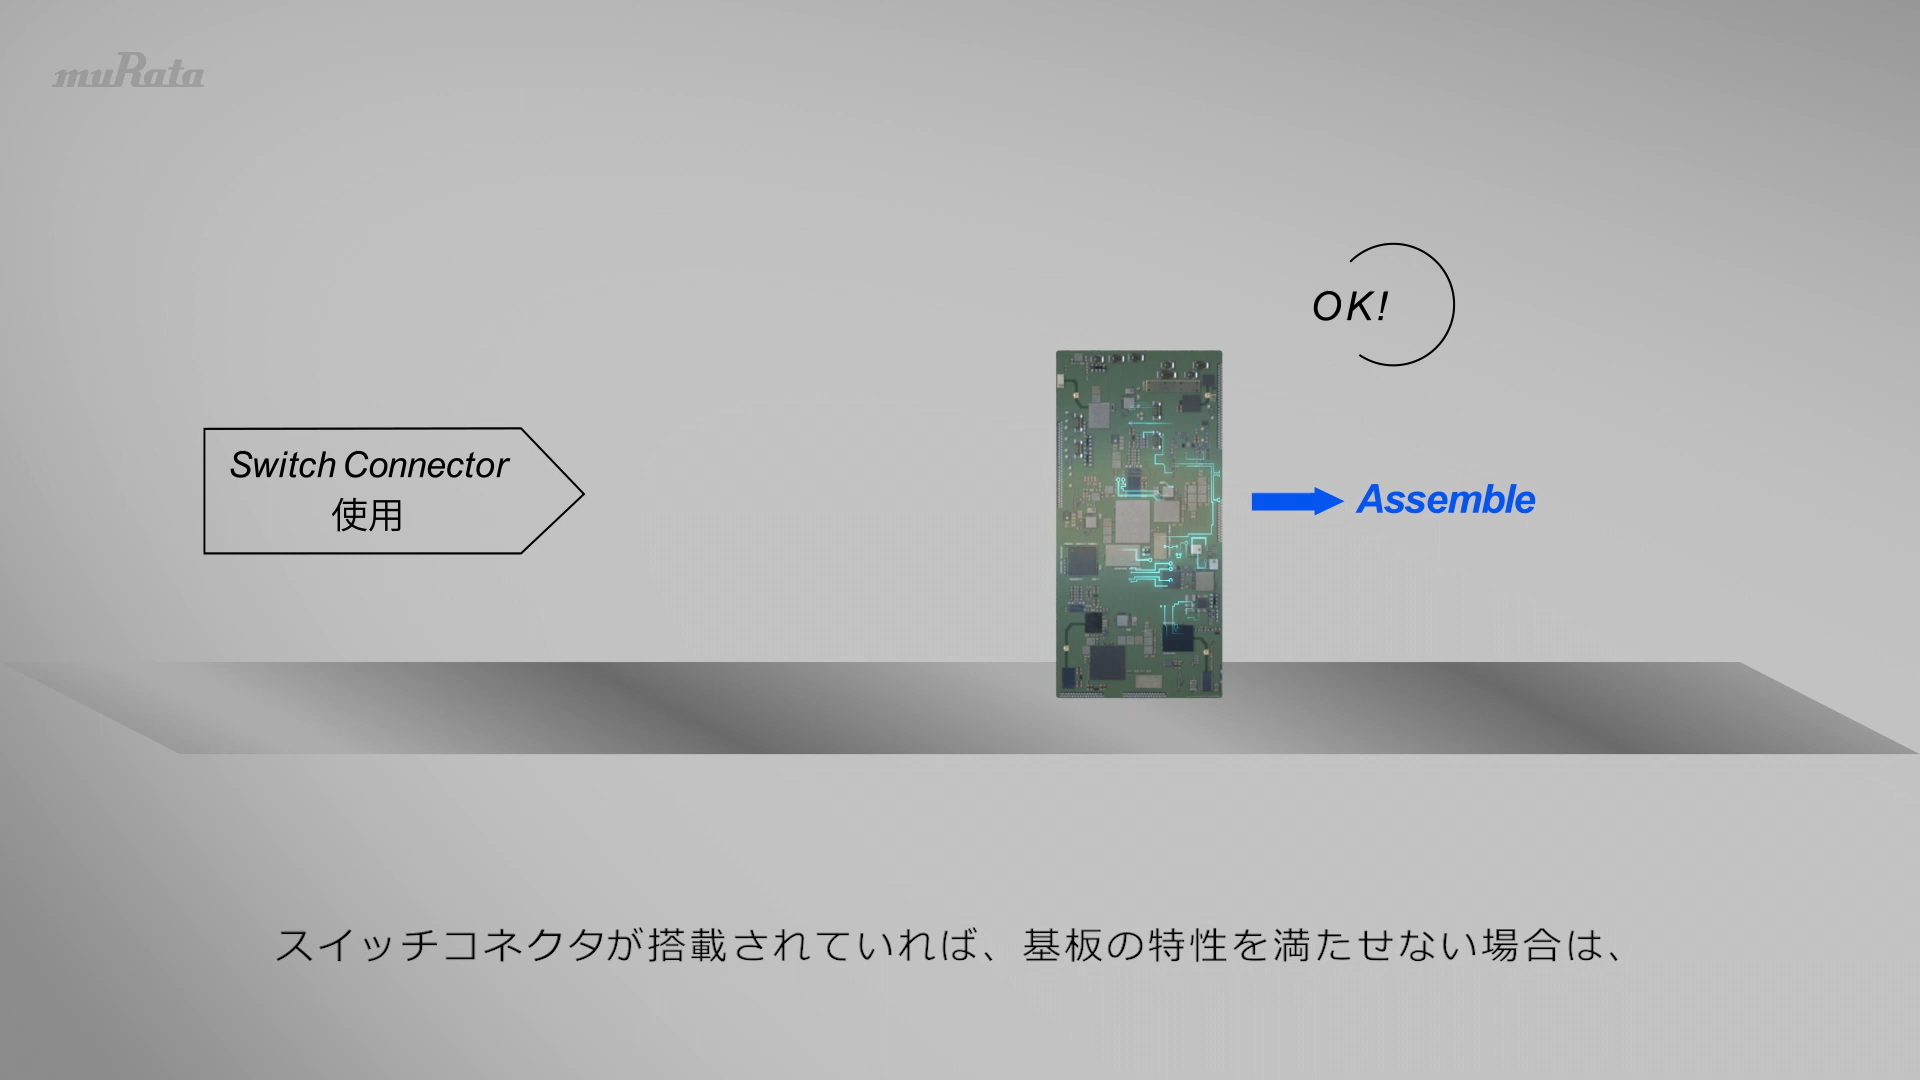 muRata
OK!
Switch Connector
使用
Assemble
スイッチコネクタが搭載されていれば、基板の特性を満たせない場合は、